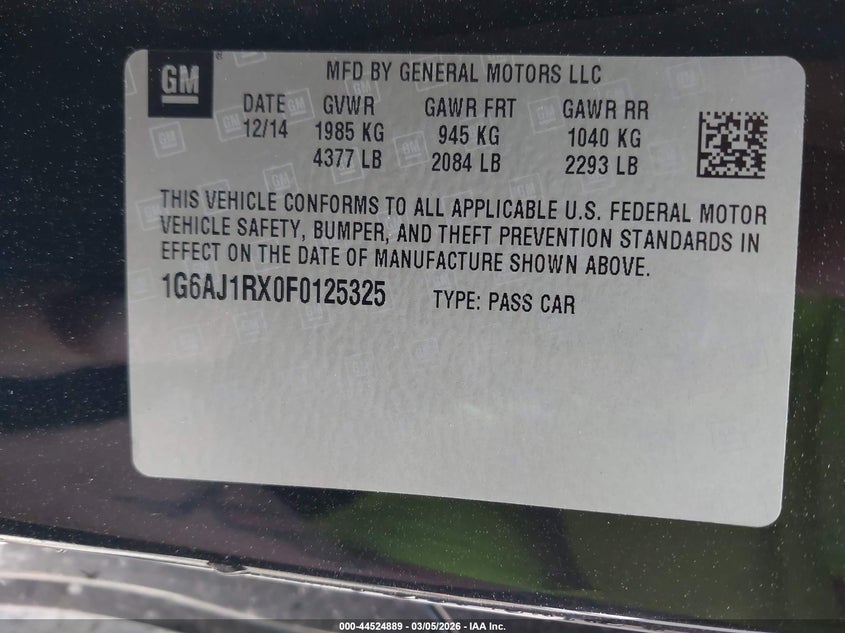 GM
MFD BY GENERAL MOTORS LLC
DATE GVWR GAWR FRT GAWR RR
12/14 1985 KG 945 KG 1040 KG
4377 LB 2084 LB 2293 LB
THIS VEHICLE CONFORMS TO ALL APPLICABLE U.S. FEDERAL MOTOR
VEHICLE SAFETY, BUMPER, AND THEFT PREVENTION STANDARDS IN
EFFECT ON THE DATE OF MANUFACTURE SHOWN ABOVE.
1G6AJ1RX0F0125325 TYPE: PASS CAR
000-44524889 - 03/05/2026 - IAA Inc.